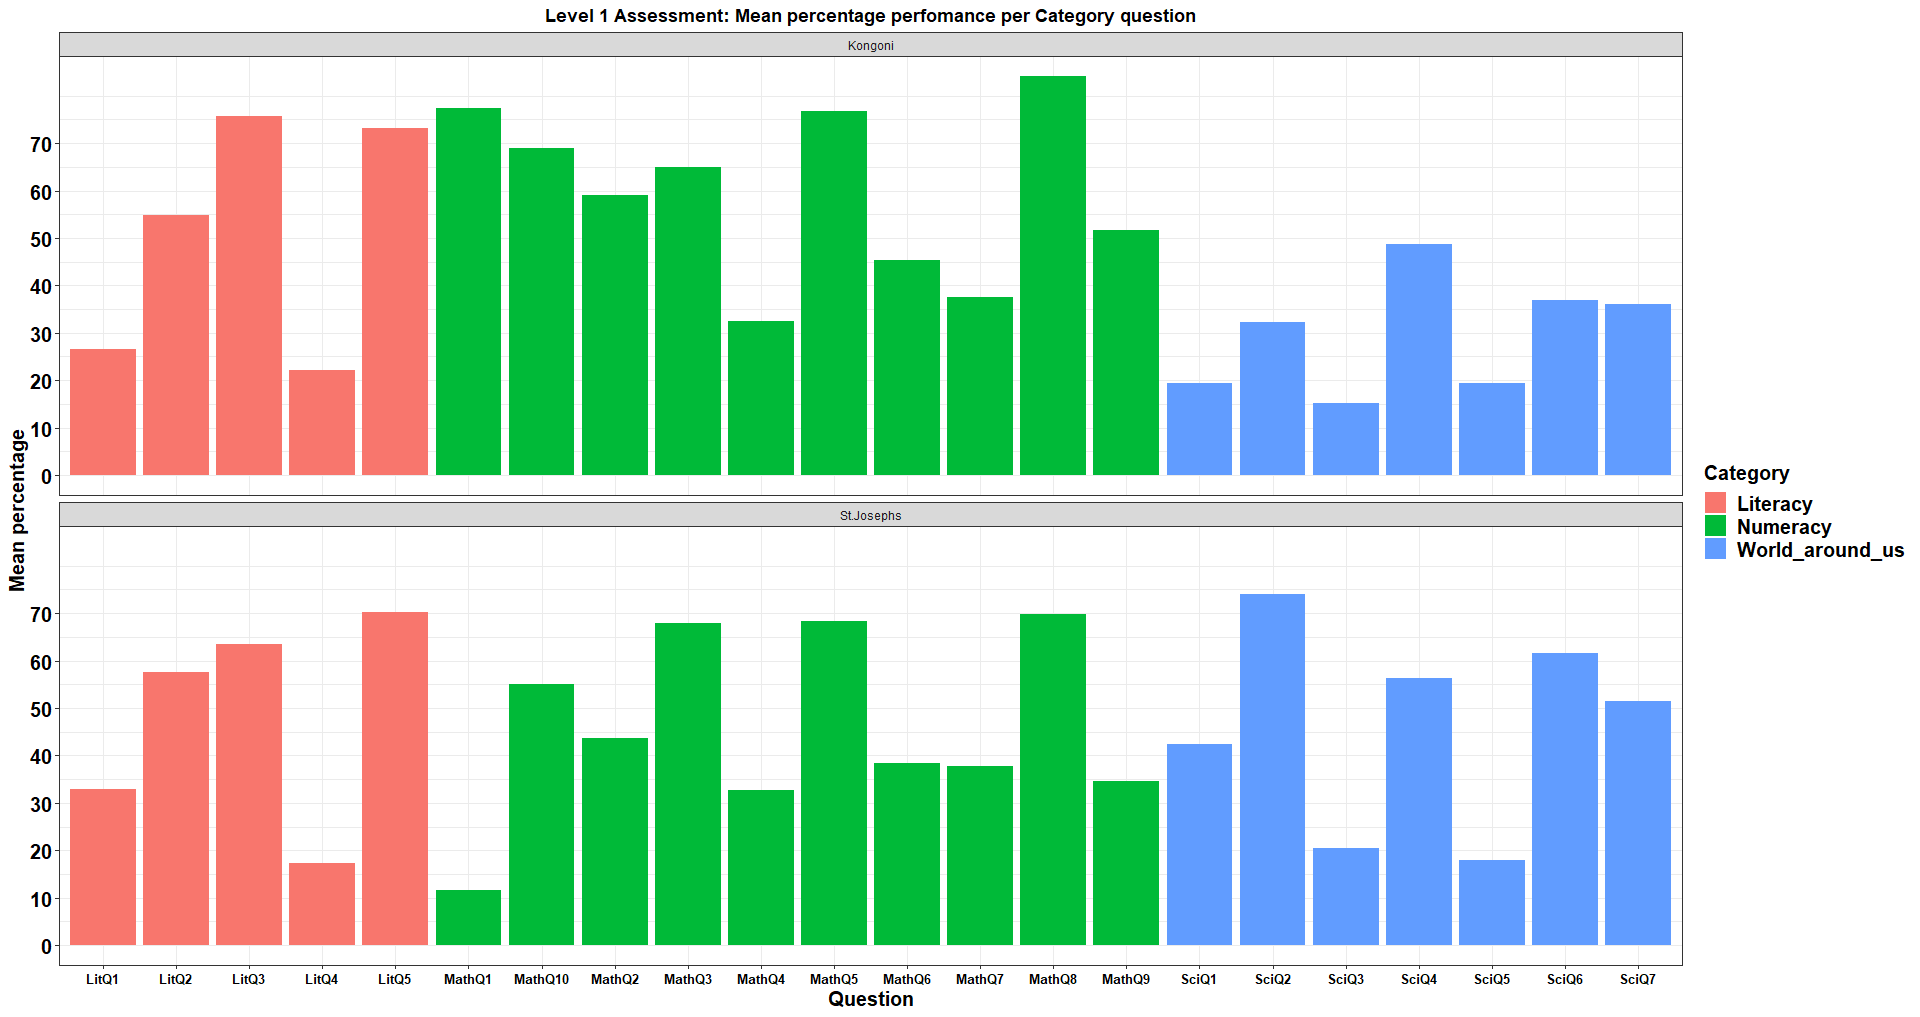 Level 1 Assessment: Mean percentage perfomance per Category question
Kongoni
70
60
50
40
30
20
10
0
Mean percentage
St.Josephs
70
60
50
40
30
20
10
0
LitQ1 LitQ2 LitQ3 LitQ4 LitQ5 MathQ1 MathQ10 MathQ2 MathQ3 MathQ4 MathQ5 MathQ6 MathQ7 MathQ8 MathQ9 SciQ1 SciQ2 SciQ3 SciQ4 SciQ5 SciQ6 SciQ7
Question
Category
Literacy
Numeracy
World_around_us